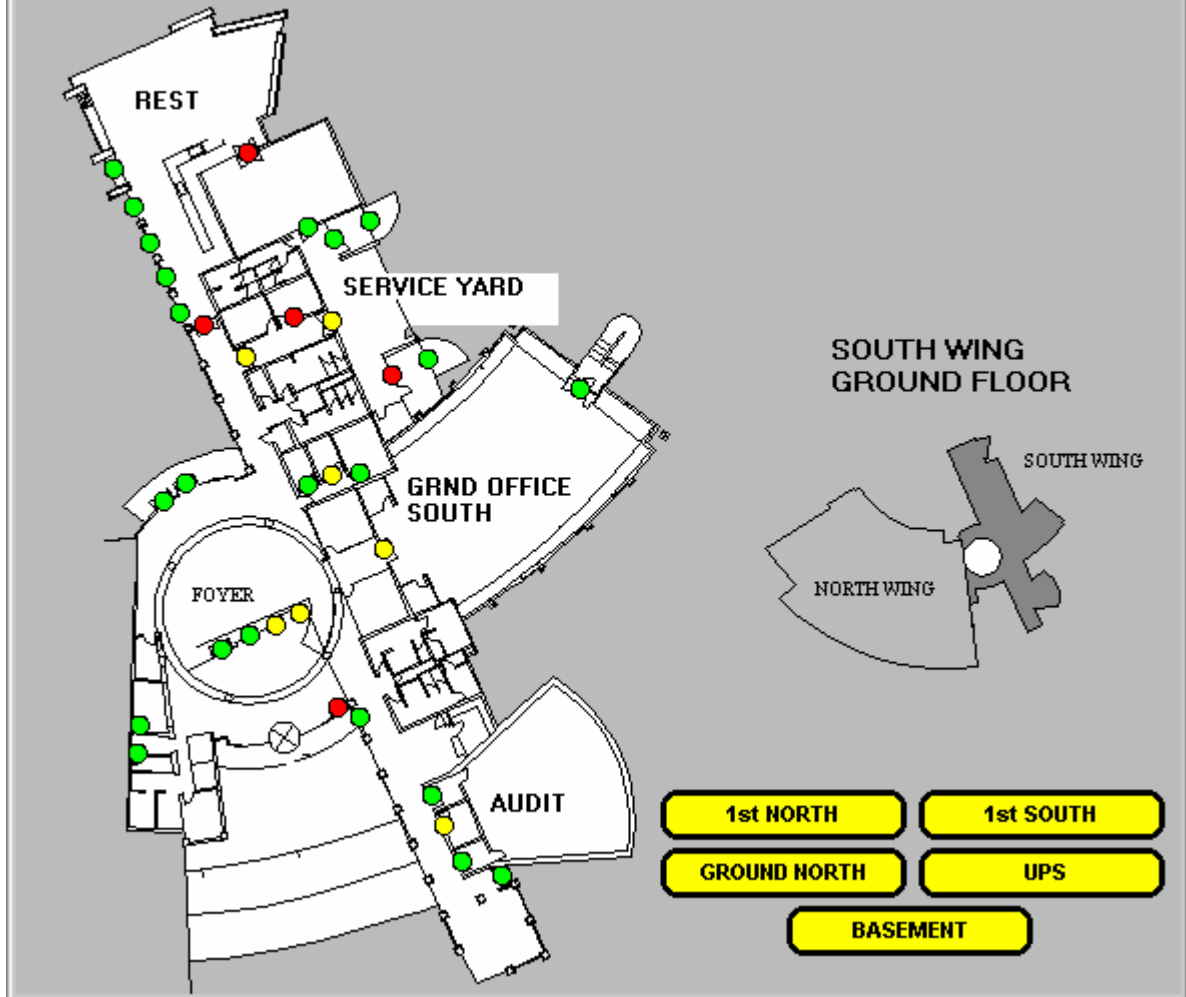 REST
SERVICE YARD
SOUTH WING
GROUND FLOOR
SOUTH WING
GRND OFFICE
SOUTH
NORTH WING
FOYER
AUDIT
1st NORTH
1st SOUTH
GROUND NORTH
UPS
BASEMENT